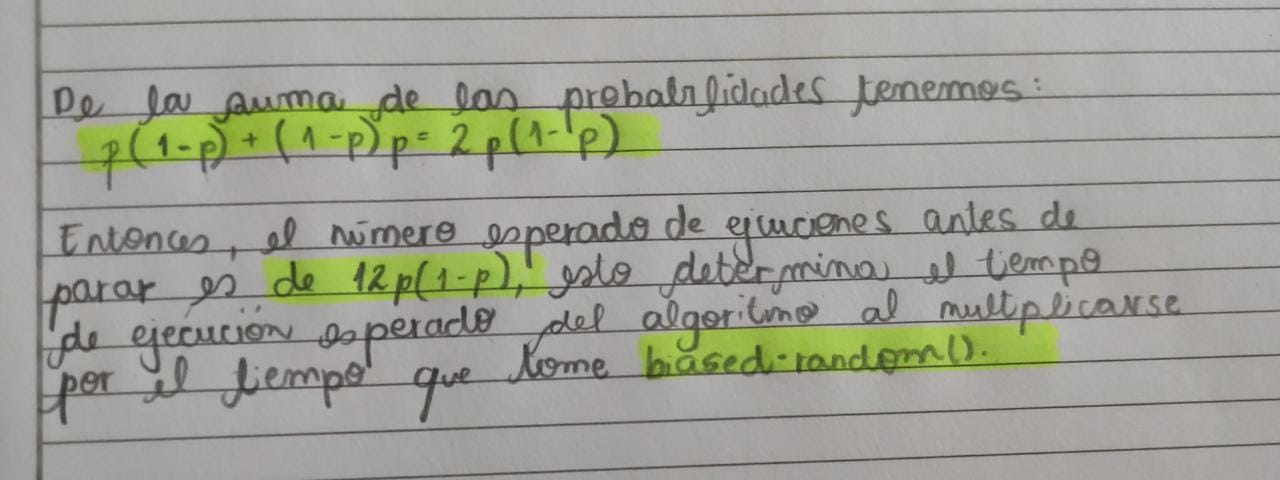 De la suma de las probabilidades tenemos:
p(1-p) + (1-p)p = 2p(1-p)
Entonces, el número esperado de ejecuciones antes de
parar es de 12p(1-p), esto determina el tiempo
de ejecución esperado del algoritmo al multiplicarse
por el tiempo que tome biased-random().